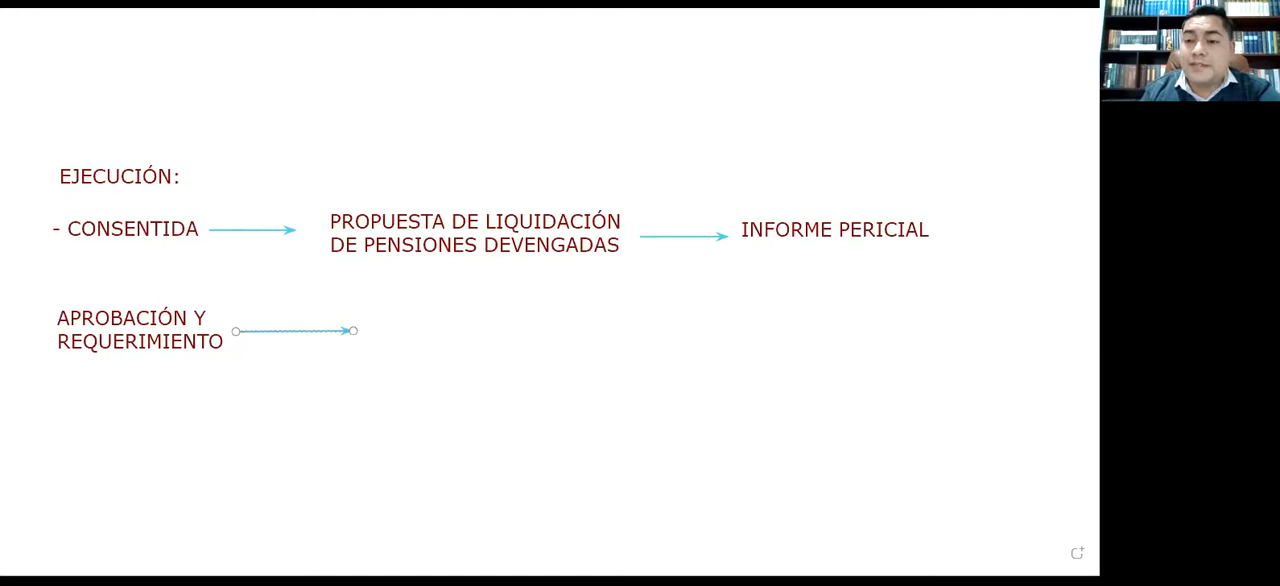 EJECUCIÓN:
- CONSENTIDA
PROPUESTA DE LIQUIDACIÓN
DE PENSIONES DEVENGADAS
INFORME PERICIAL
APROBACIÓN Y
REQUERIMIENTO